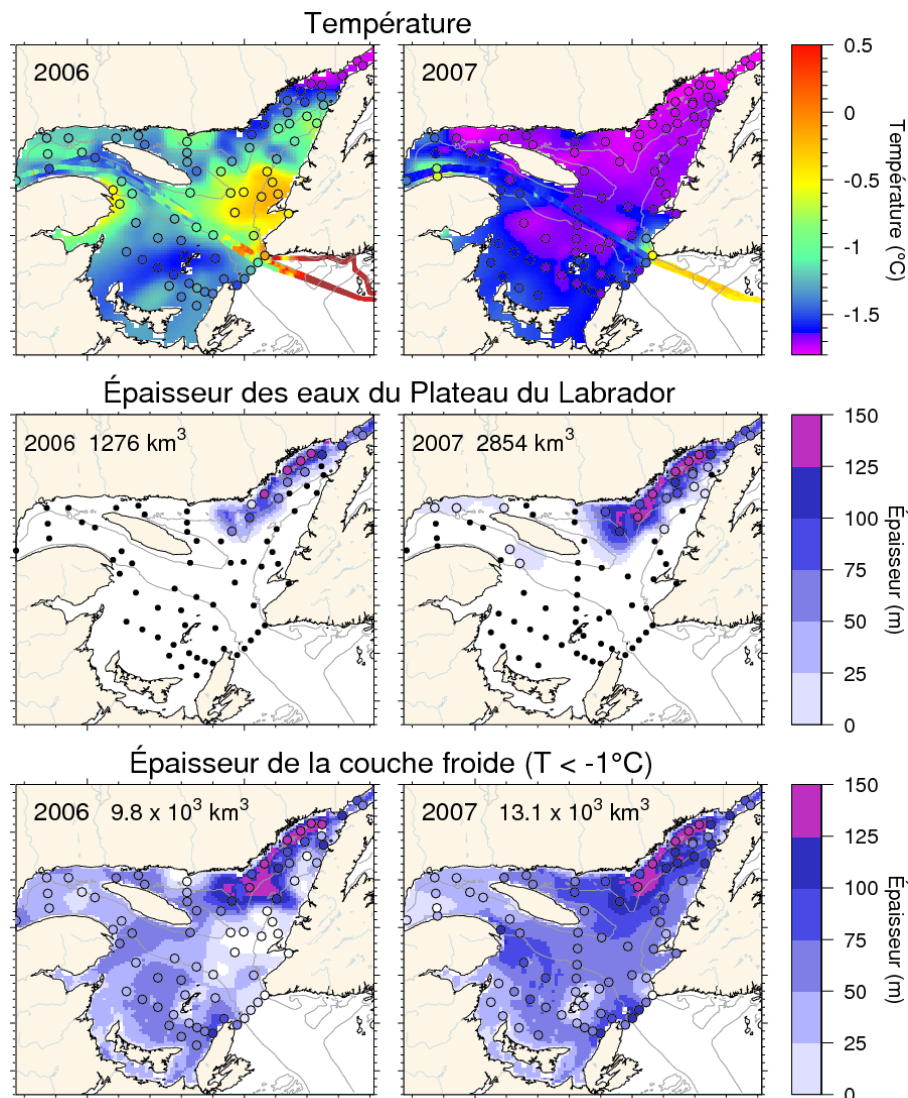 Température
2006
2007
0.5
0
-0.5
-1
-1.5
Température (°C)
Épaisseur des eaux du Plateau du Labrador
2006 1276 km³
2007 2854 km³
150
125
100
75
50
25
0
Épaisseur (m)
Épaisseur de la couche froide (T < -1°C)
2006 9.8 x 10³ km³
2007 13.1 x 10³ km³
150
125
100
75
50
25
0
Épaisseur (m)